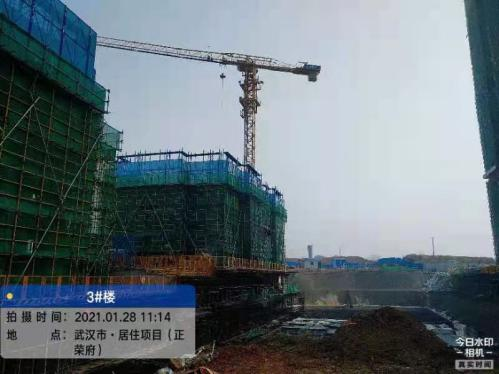 3#楼
拍摄时间：2021.01.28 11:14
地 点：武汉市·居住项目（正
荣府）
今日水印
-相机-
真实时间